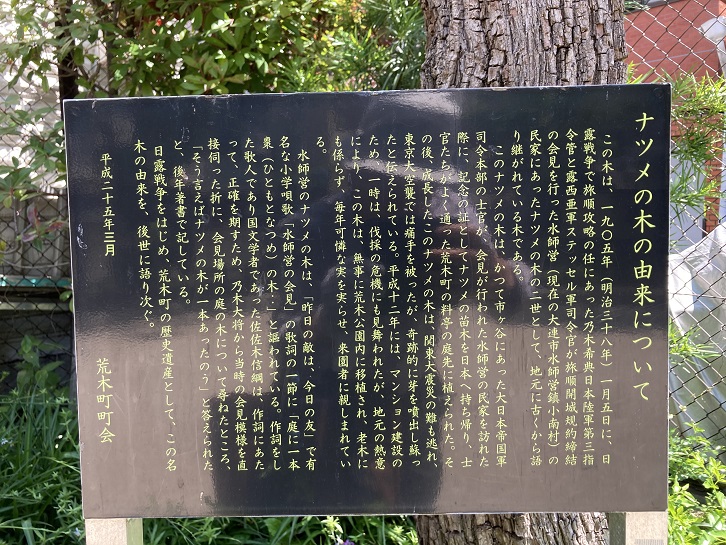 ナツメの木の由来について
この木は、一九〇五年（明治三十八年）一月五日に、日
露戦争で旅順攻略の任にあった乃木希典日本陸軍第三指
令官と露西亜軍ステッセル軍司令官が旅順開城規約締結
の会見を行った水師営（現在の大連市水師営鎮小南村）の
民家にあったナツメの木の二世として、地元に古くから語
り継がれている木である。
このナツメの木は、かつて市ヶ谷にあった大日本帝国軍
司令本部の士官が、会見が行われた水師営の民家を訪れた
際に、記念の証としてナツメの苗木を日本へ持ち帰り、士
官たちがよく通った荒木町の料亭の庭先に植えられた。そ
の後、成長したこのナツメの木は、関東大震災の難も逃れ、
東京大空襲では痛手を被ったが、奇跡的に芽を噴出し蘇っ
たと伝えられている。平成十二年には、マンション建設の
ため、一時は、伐採の危機にも見舞われたが、地元の熱意
により、この木は、無事に荒木公園内に移植され、老木に
も係らず、毎年可憐な実を実らせ、来園者に親しまれてい
る。
水師営のナツメの木は、「昨日の敵は、今日の友」で有
名な小学唱歌「水師営の会見」の歌詞の一節に「庭に一本
棗（ひともとなつめ）の木・・」と謳われている。作詞をし
た歌人であり国文学者であった佐佐木信綱は、作詞にあた
って、正確を期すため、乃木大将から当時の会見模様を直
接伺った折に、会見場所の庭の木について尋ねたところ、
「そう言えばナツメの木が一本あったのう」と答えられた
と、後年著書で記している。
日露戦争をはじめ、荒木町の歴史遺産として、この名
木の由来を、後世に語り次ぐ。
平成二十五年三月
荒木町町会